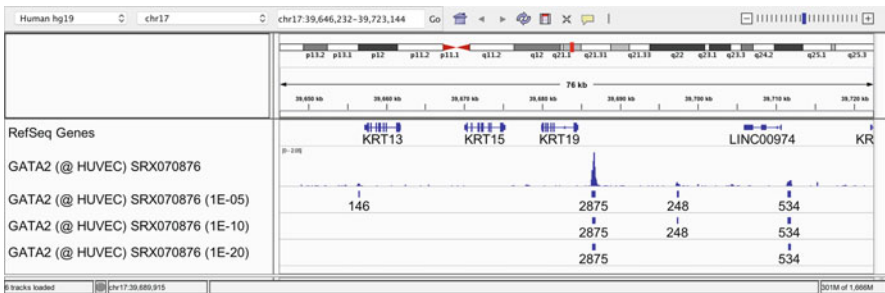 Human hg19 chr17 chr17:39,646,232-39,723,144 Go
p13.2 p13.1 p12 p11.2 p11.1 q11.2 q12 q21.1 q21.31 q21.33 q22 q23.1 q23.3 q24.2 q25.1 q25.3
76 kb
39,650 kb 39,660 kb 39,670 kb 39,680 kb 39,690 kb 39,700 kb 39,710 kb 39,720 kb
RefSeq Genes
KRT13 KRT15 KRT19 LINC00974 KR
GATA2 (@ HUVEC) SRX070876
GATA2 (@ HUVEC) SRX070876 (1E-05)
146 2875 248 534
GATA2 (@ HUVEC) SRX070876 (1E-10)
2875 248 534
GATA2 (@ HUVEC) SRX070876 (1E-20)
2875 534
6 tracks loaded chr17:39,689,915 301M of 1,666M